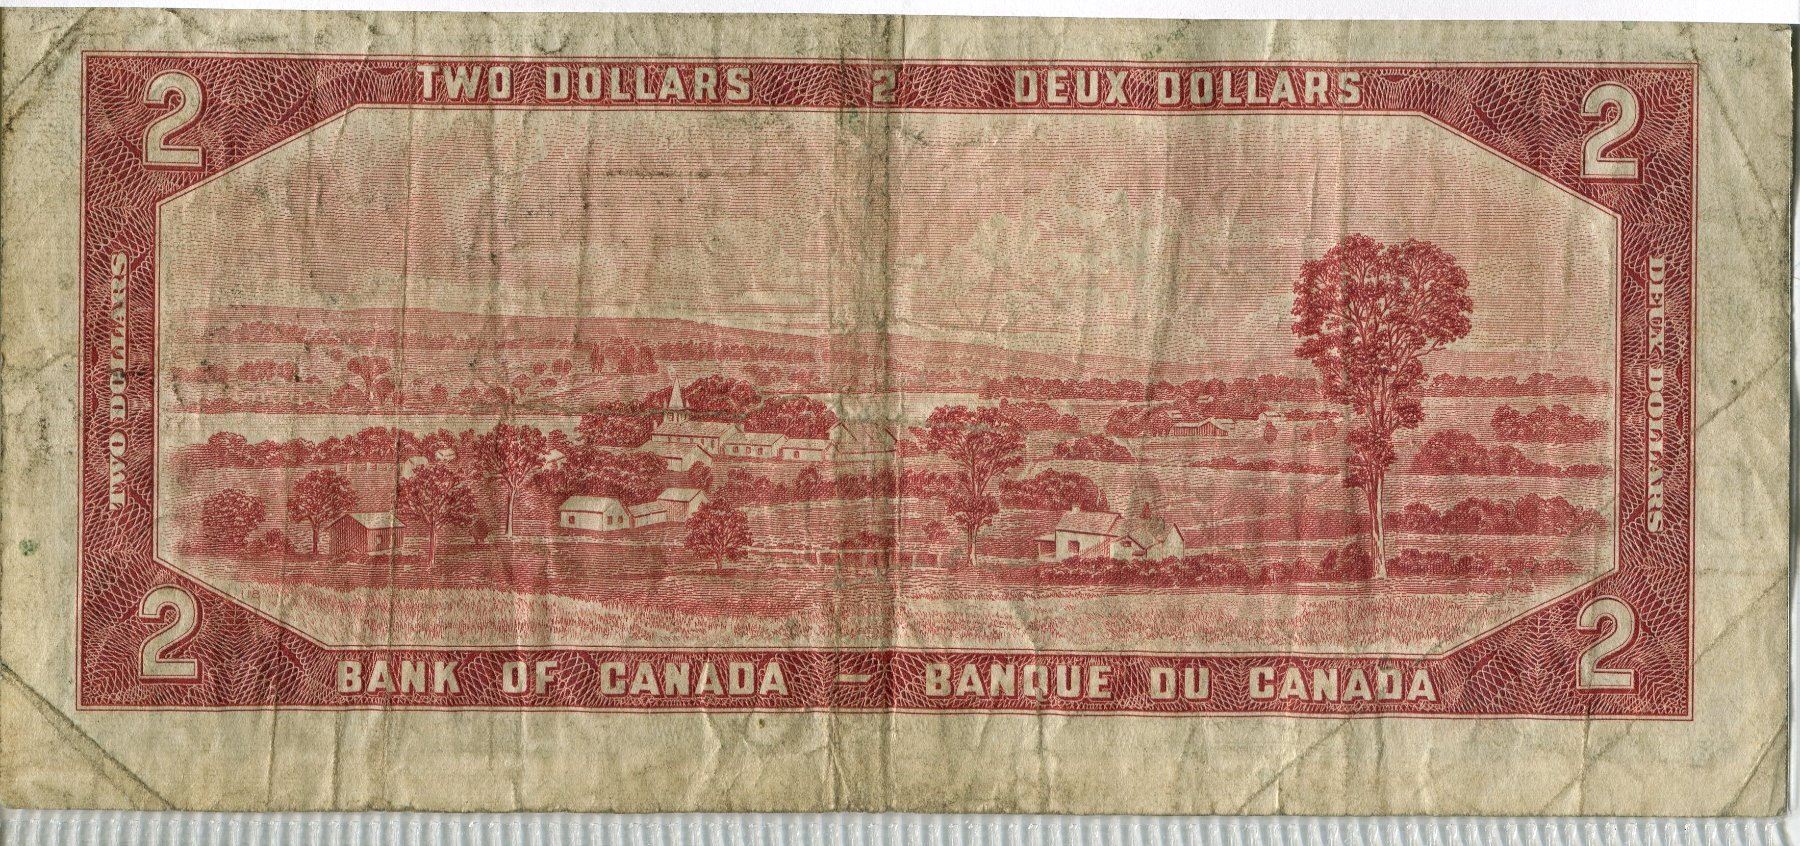 2 TWO DOLLARS 2 DEUX DOLLARS 2
TWO DOLLARS
DEUX DOLLARS
2 BANK OF CANADA — BANQUE DU CANADA 2